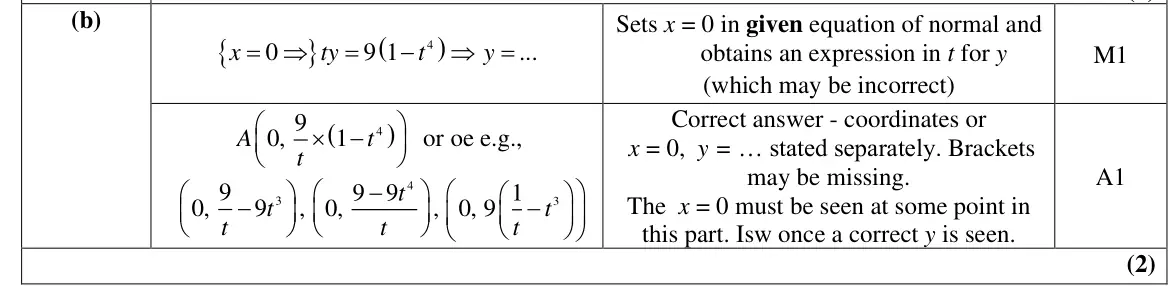 (b)
{x = 0 ⇒} ty = 9(1 − t⁴) ⇒ y = ...
Sets x = 0 in given equation of normal and
obtains an expression in t for y
(which may be incorrect)
M1
A(0, 9/t × (1 − t⁴)) or oe e.g.,
(0, 9/t − 9t³), (0, (9 − 9t⁴)/t), (0, 9(1/t − t³))
Correct answer - coordinates or
x = 0, y = … stated separately. Brackets
may be missing.
The x = 0 must be seen at some point in
this part. Isw once a correct y is seen.
A1
(2)